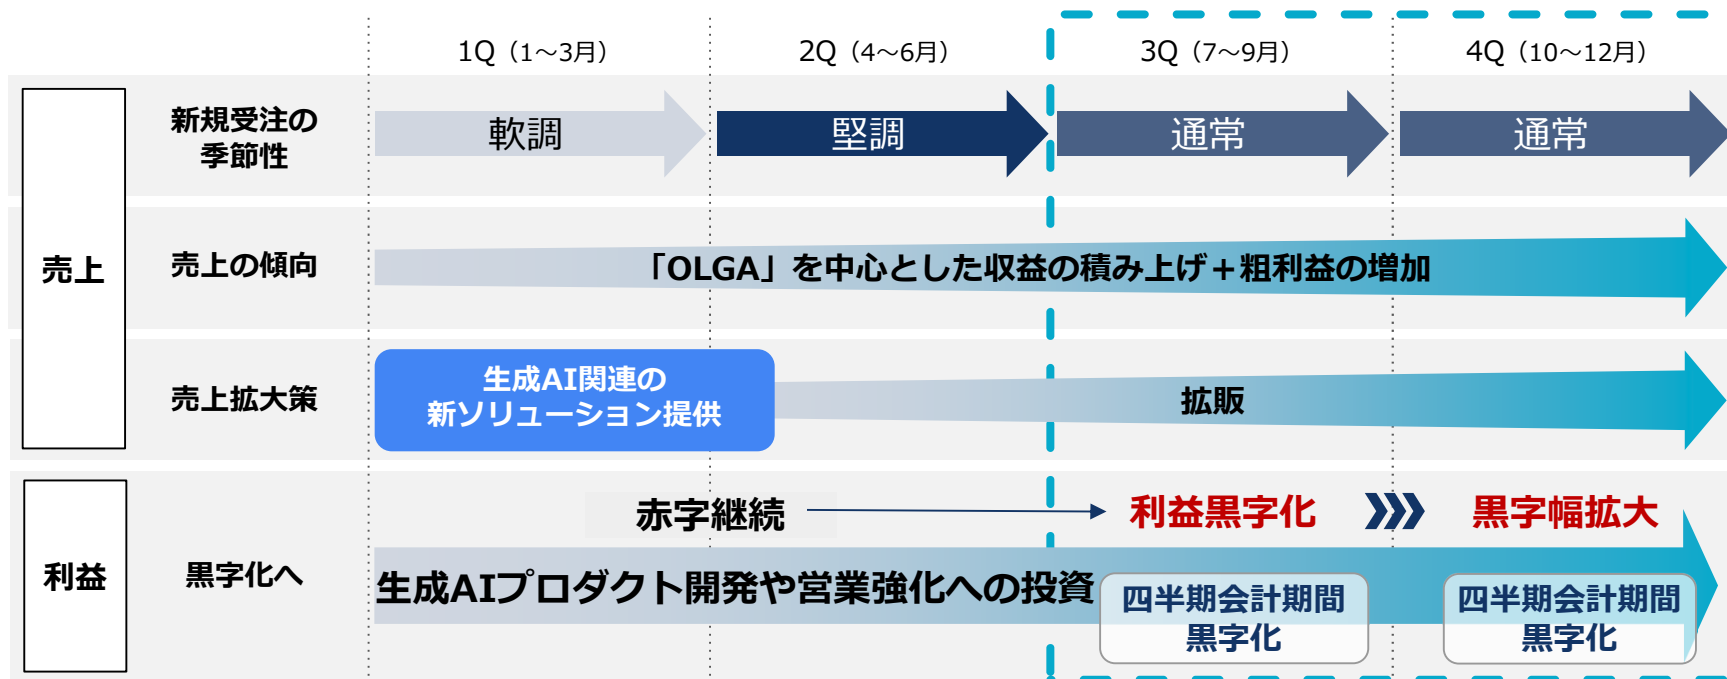 1Q（1～3月）
2Q（4～6月）
3Q（7～9月）
4Q（10～12月）
売上
新規受注の
季節性
軟調
堅調
通常
通常
売上の傾向
「OLGA」を中心とした収益の積み上げ＋粗利益の増加
売上拡大策
生成AI関連の
新ソリューション提供
拡販
利益
黒字化へ
赤字継続
利益黒字化
黒字幅拡大
生成AIプロダクト開発や営業強化への投資
四半期会計期間
黒字化
四半期会計期間
黒字化